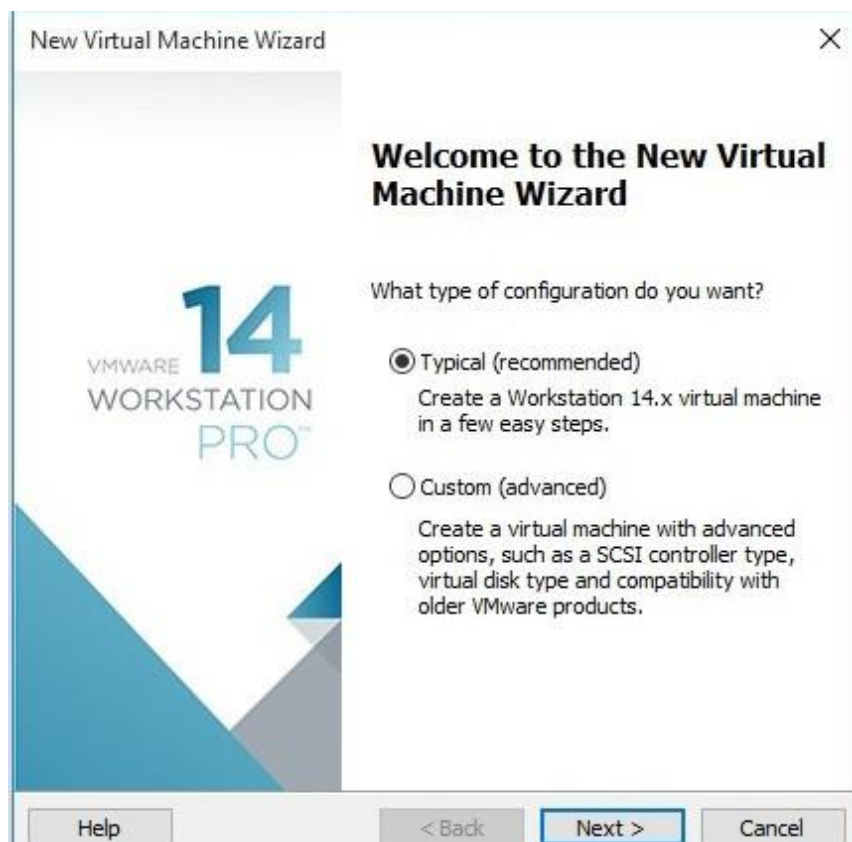 New Virtual Machine Wizard
Welcome to the New Virtual
Machine Wizard
What type of configuration do you want?
14
VMWARE
WORKSTATION
PRO™
Typical (recommended)
Create a Workstation 14.x virtual machine
in a few easy steps.
Custom (advanced)
Create a virtual machine with advanced
options, such as a SCSI controller type,
virtual disk type and compatibility with
older VMware products.
Help
< Back
Next >
Cancel